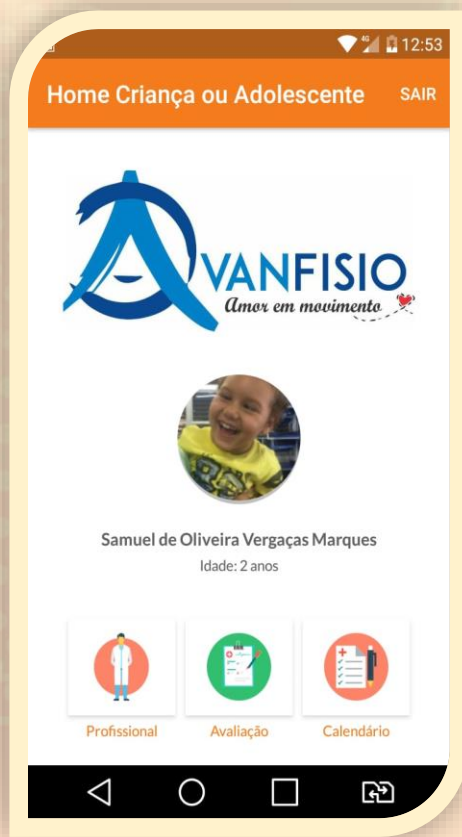 4G 12:53
Home Criança ou Adolescente SAIR
AVANFISIO
Amor em movimento
Samuel de Oliveira Vergaças Marques
Idade: 2 anos
Profissional Avaliação Calendário